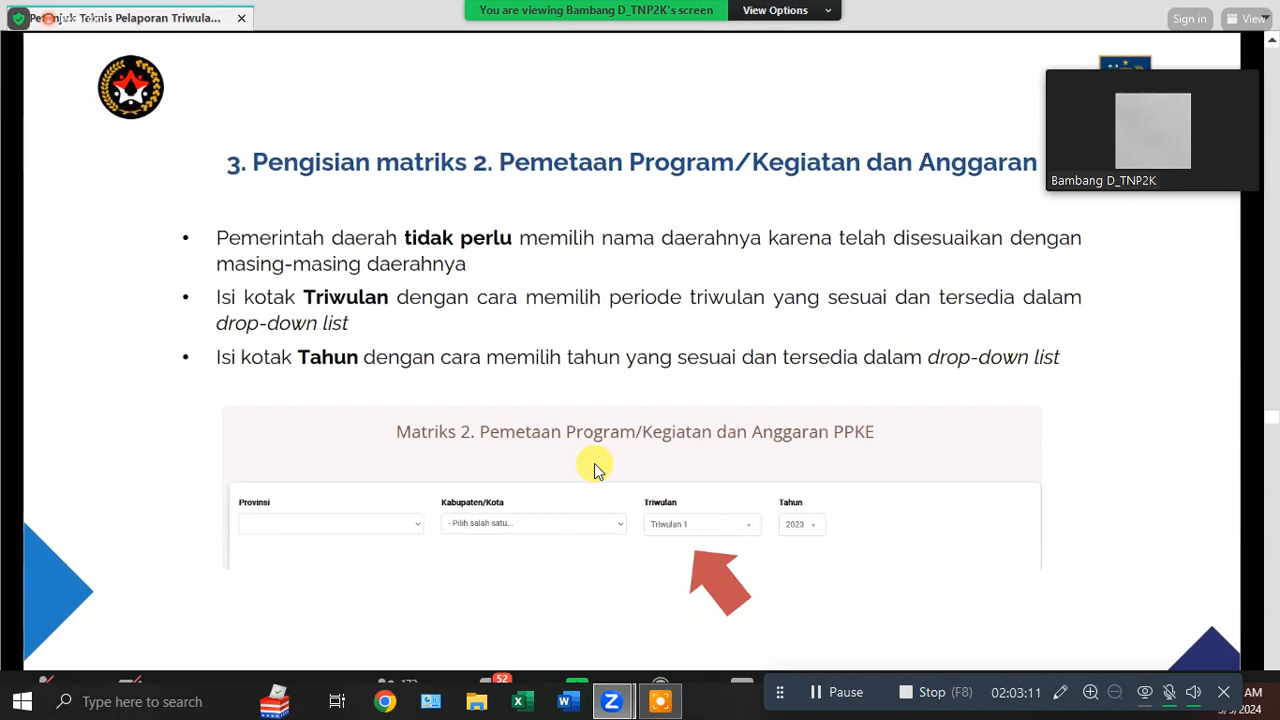 Petunjuk Teknis Pelaporan Triwula...
You are viewing Bambang D_TNP2K's screen
View Options
Sign in
View
Bambang D_TNP2K
3. Pengisian matriks 2. Pemetaan Program/Kegiatan dan Anggaran
• Pemerintah daerah tidak perlu memilih nama daerahnya karena telah disesuaikan dengan
masing-masing daerahnya
• Isi kotak Triwulan dengan cara memilih periode triwulan yang sesuai dan tersedia dalam
drop-down list
• Isi kotak Tahun dengan cara memilih tahun yang sesuai dan tersedia dalam drop-down list
Matriks 2. Pemetaan Program/Kegiatan dan Anggaran PPKE
Provinsi Kabupaten/Kota Triwulan Tahun
- Pilih salah satu... Triwulan 1 2023
52
Type here to search
Pause
Stop (F8)
02:03:11
AM